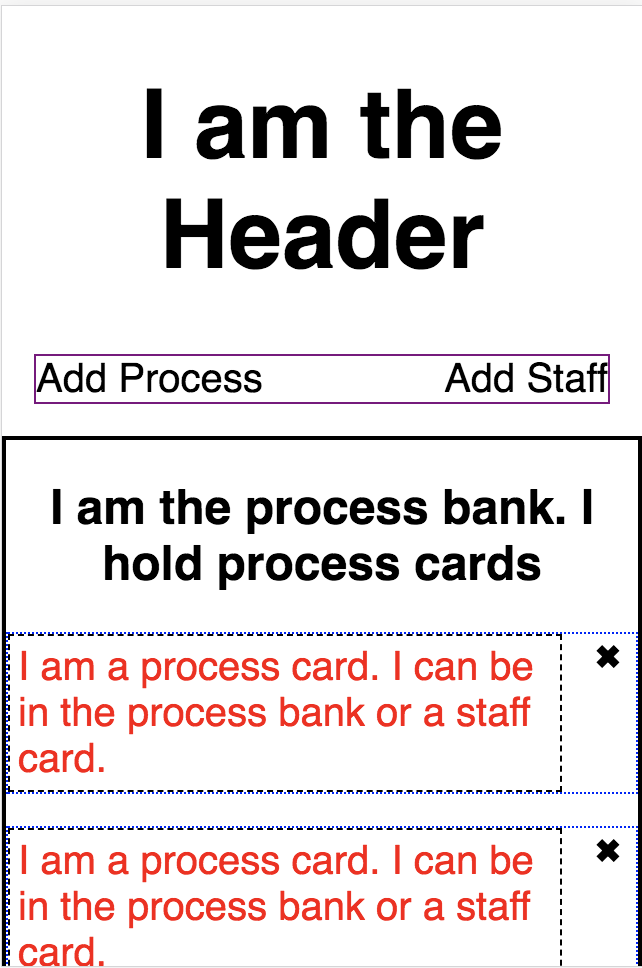 I am the
Header
Add Process Add Staff
I am the process bank. I
hold process cards
I am a process card. I can be
in the process bank or a staff
card.
✖
I am a process card. I can be
in the process bank or a staff
card.
✖